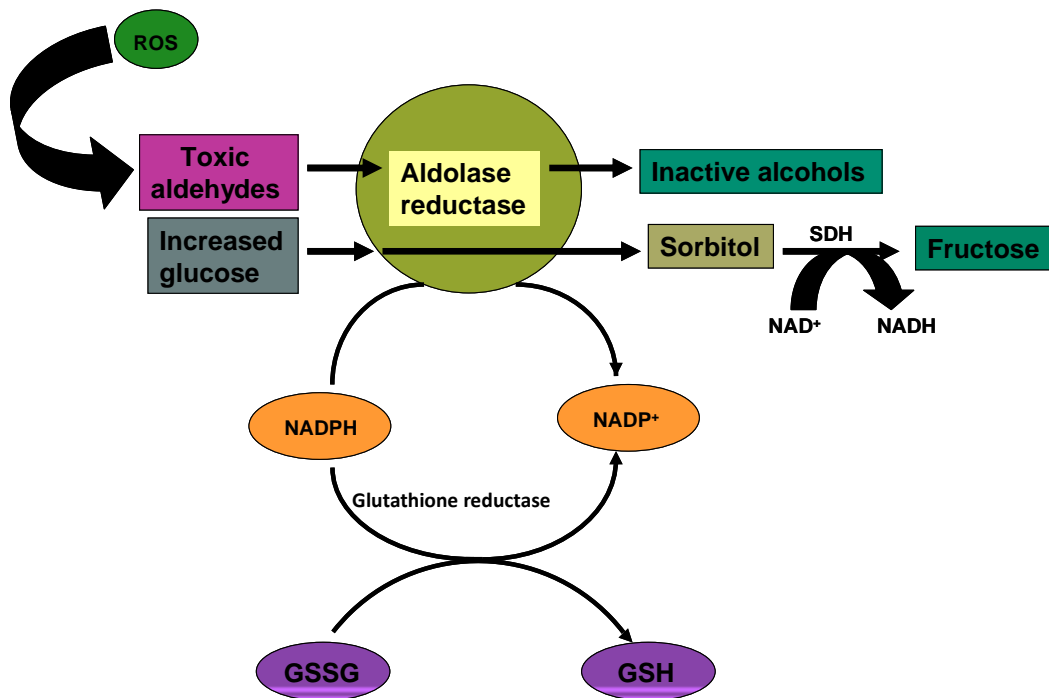 ROS
Toxic
aldehydes
Aldolase
reductase
Inactive alcohols
Increased
glucose
Sorbitol
SDH
Fructose
NAD⁺
NADH
NADPH
NADP⁺
Glutathione reductase
GSSG
GSH